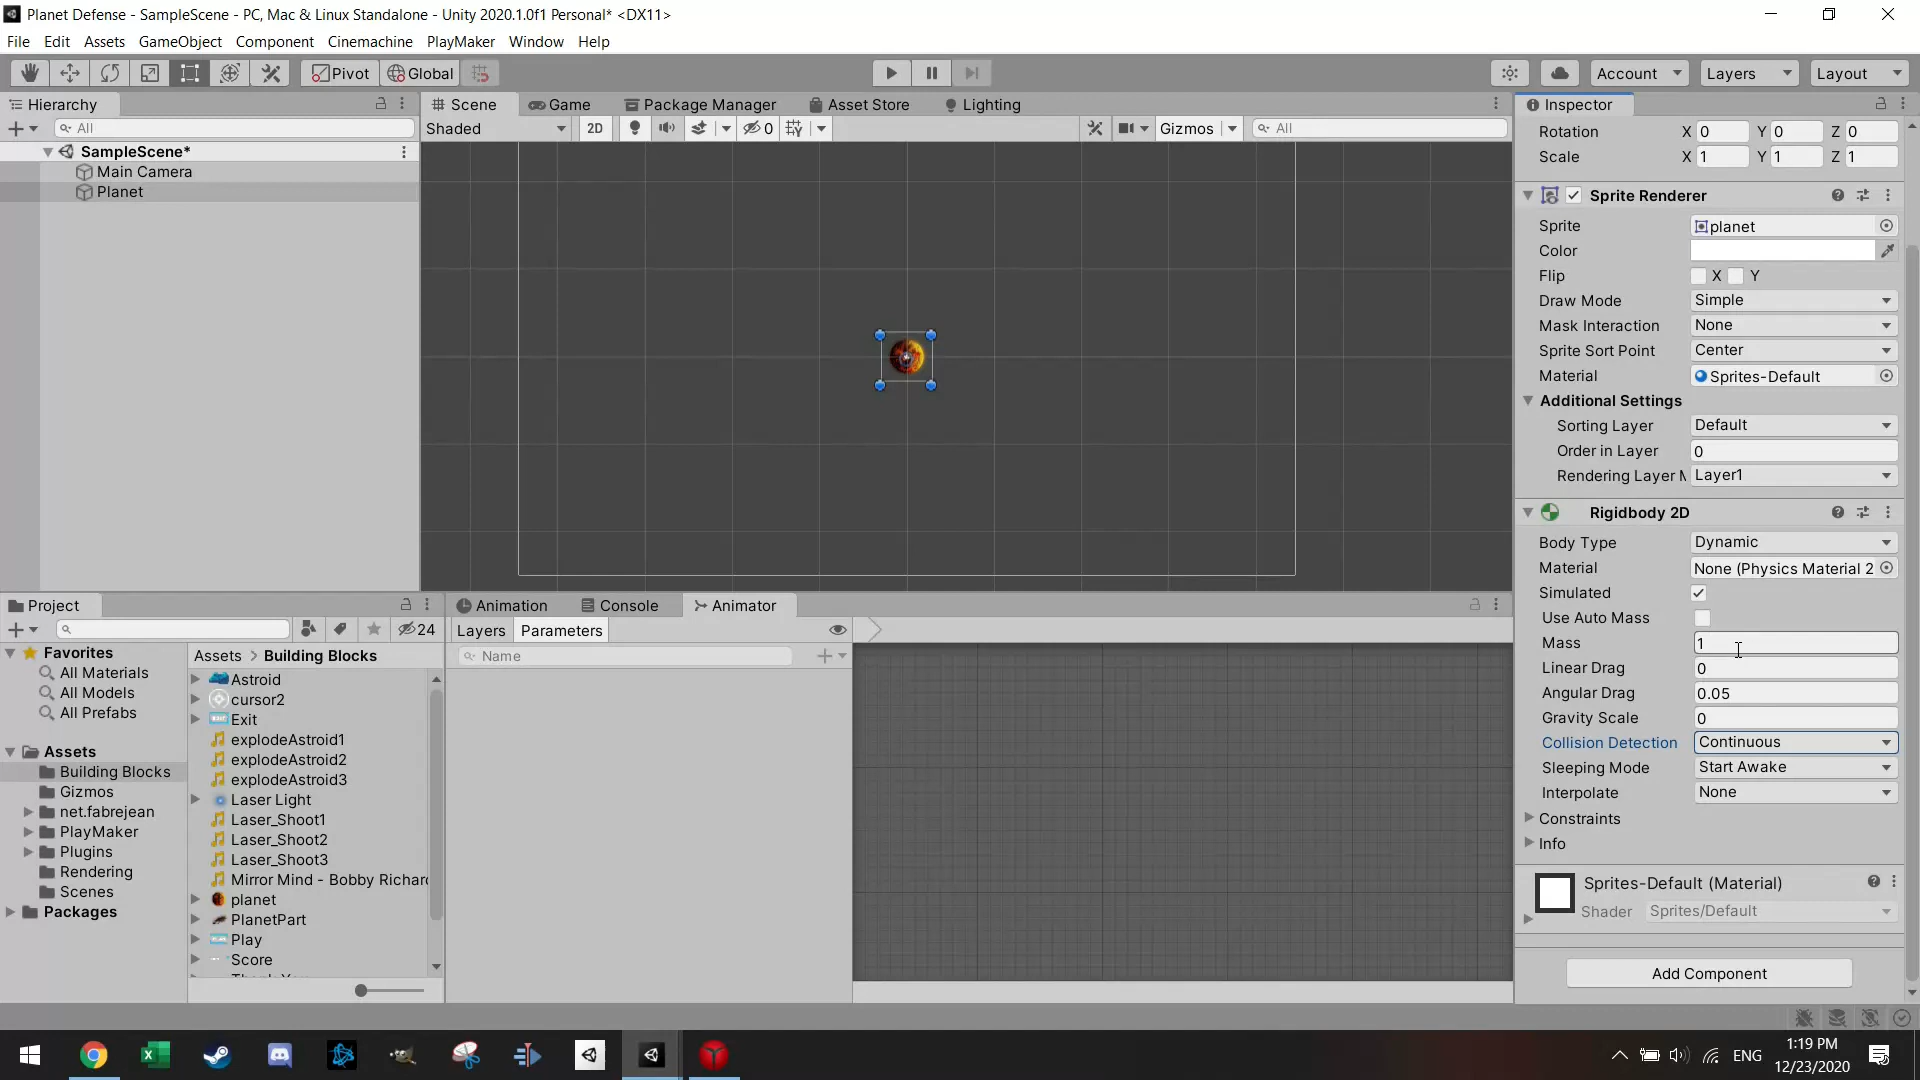 Planet Defense - SampleScene - PC, Mac & Linux Standalone - Unity 2020.1.0f1 Personal* <DX11>
File Edit Assets GameObject Component Cinemachine PlayMaker Window Help
Pivot Global Account Layers Layout
Hierarchy
All
SampleScene*
Main Camera
Planet
Scene Game Package Manager Asset Store Lighting
Shaded 2D 0 Gizmos All
Inspector
Rotation X 0 Y 0 Z 0
Scale X 1 Y 1 Z 1
Sprite Renderer
Sprite planet
Color
Flip X Y
Draw Mode Simple
Mask Interaction None
Sprite Sort Point Center
Material Sprites-Default
Additional Settings
Sorting Layer Default
Order in Layer 0
Rendering Layer M Layer1
Rigidbody 2D
Body Type Dynamic
Material None (Physics Material 2
Simulated
Use Auto Mass
Mass 1
Linear Drag 0
Angular Drag 0.05
Gravity Scale 0
Collision Detection Continuous
Sleeping Mode Start Awake
Interpolate None
Constraints
Info
Sprites-Default (Material)
Shader Sprites/Default
Add Component
Project
24
Favorites
All Materials
All Models
All Prefabs
Assets
Building Blocks
Gizmos
net.fabrejean
PlayMaker
Plugins
Rendering
Scenes
Packages
Assets > Building Blocks
Astroid
cursor2
Exit
explodeAstroid1
explodeAstroid2
explodeAstroid3
Laser Light
Laser_Shoot1
Laser_Shoot2
Laser_Shoot3
Mirror Mind - Bobby Richar
planet
PlanetPart
Play
Score
Animation Console Animator
Layers Parameters
Name
ENG
1:19 PM
12/23/2020